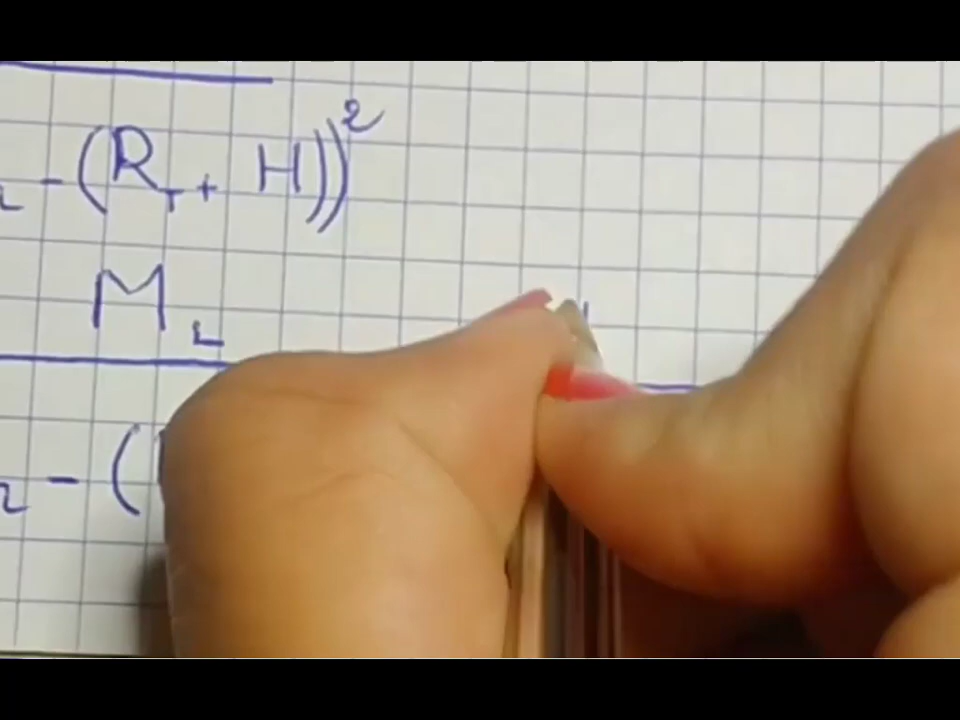 - (R_T + H))²
M_L
- (